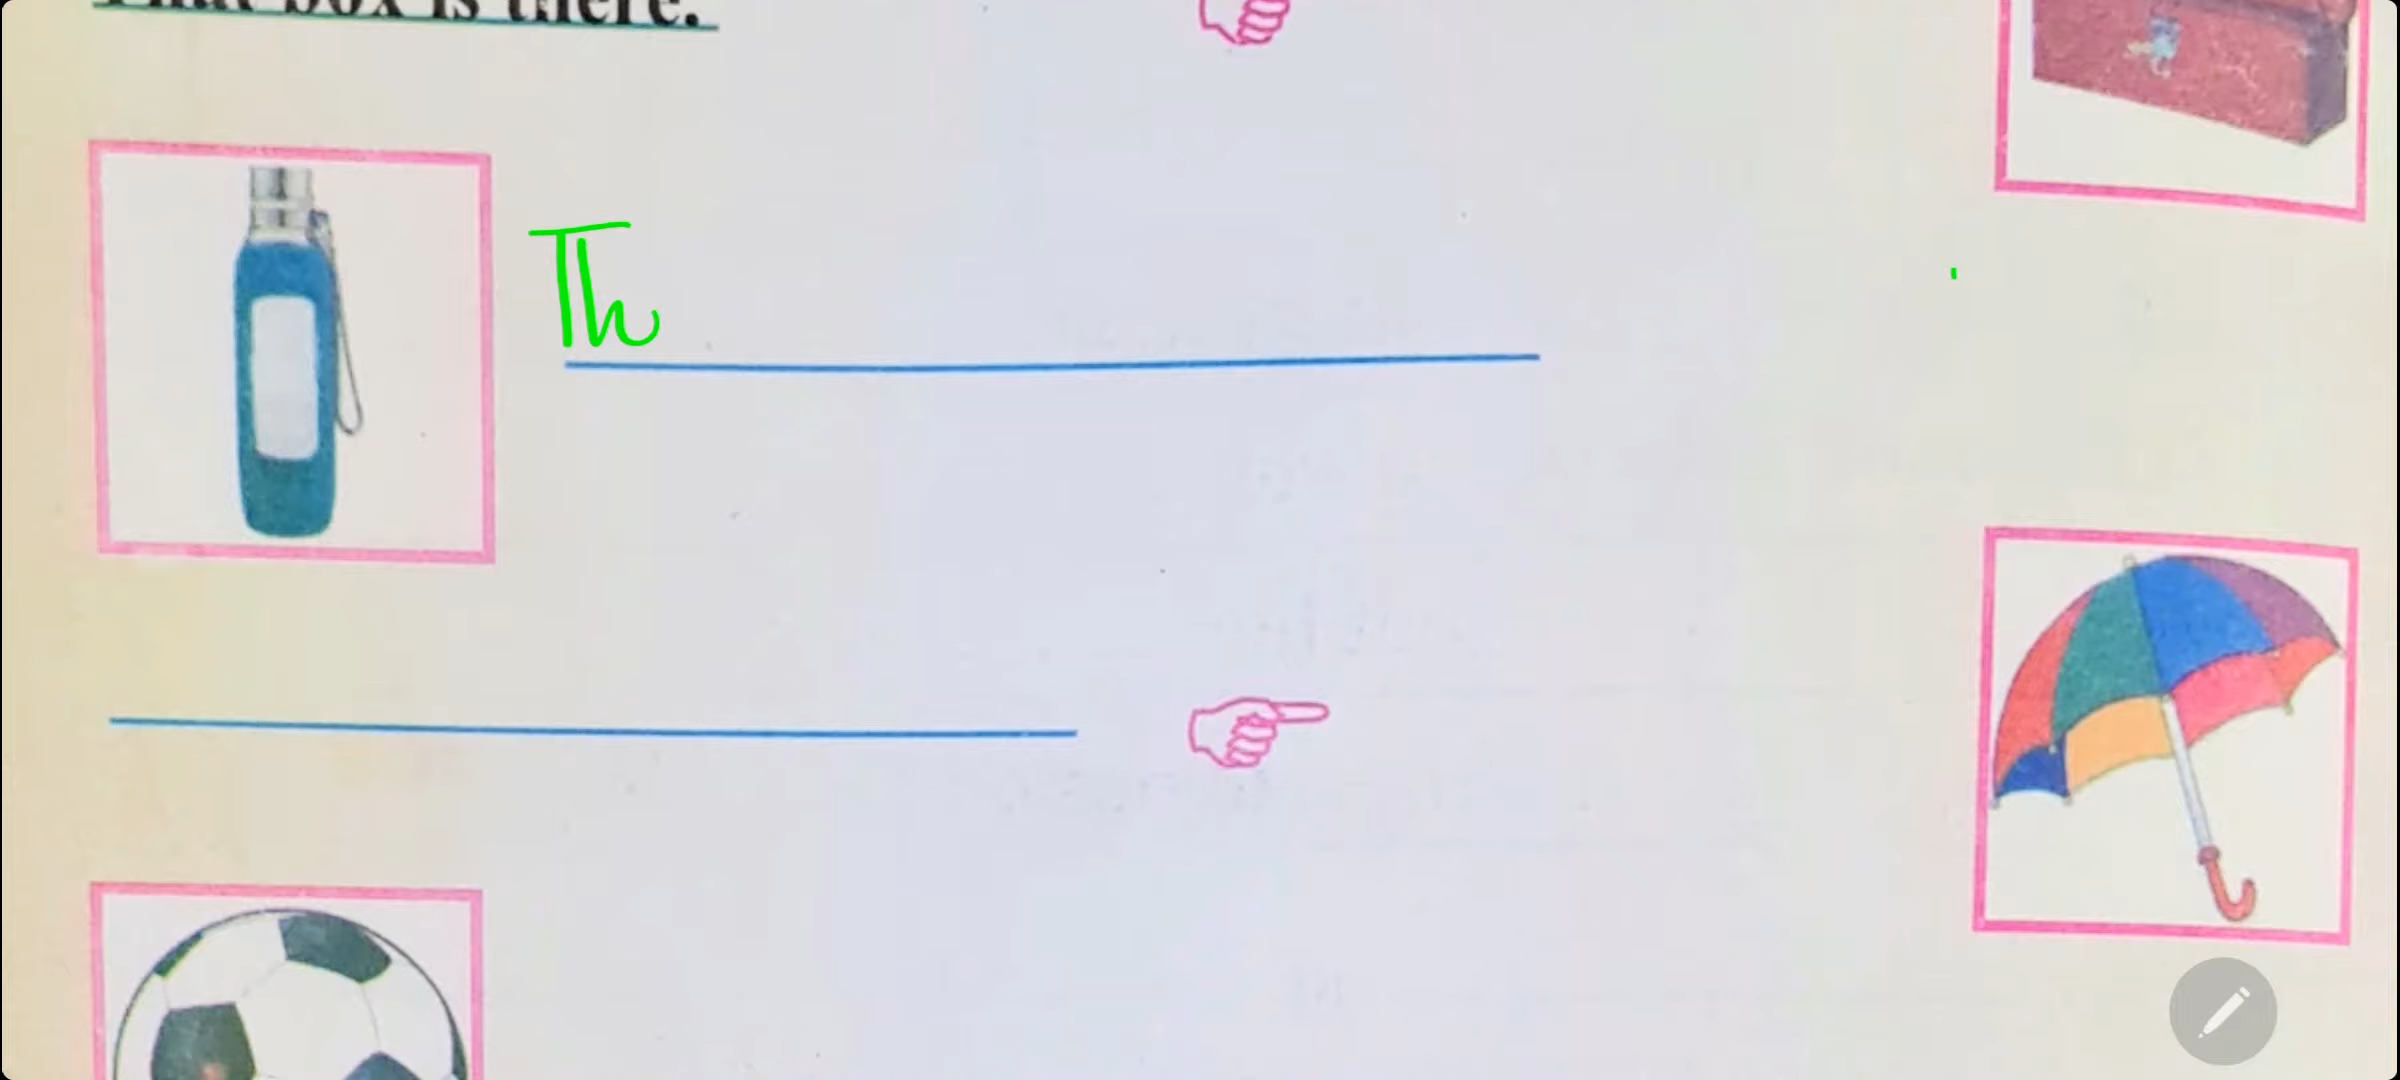 That box is there.
Th